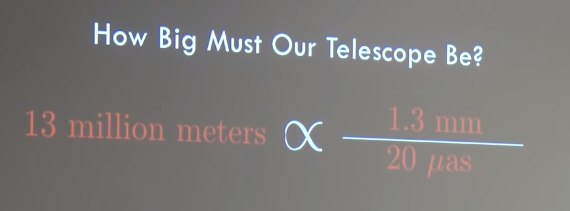 How Big Must Our Telescope Be?
13 million meters ∝ 1.3 mm / 20 μas